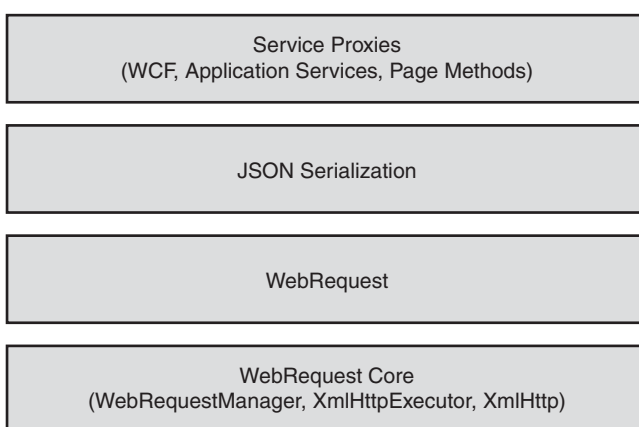 Service Proxies
(WCF, Application Services, Page Methods)
JSON Serialization
WebRequest
WebRequest Core
(WebRequestManager, XmlHttpExecutor, XmlHttp)